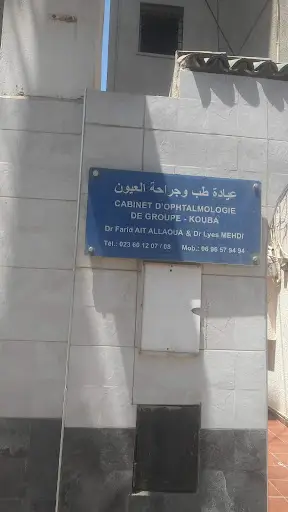 عيادة طب وجراحة العيون
CABINET D'OPHTALMOLOGIE
DE GROUPE - KOUBA
Dr Farid AIT ALLAOUA & Dr Lyes MEHDI
Tél.: 023 60 12 07 / 08 Mob.: 06 96 57 94 94